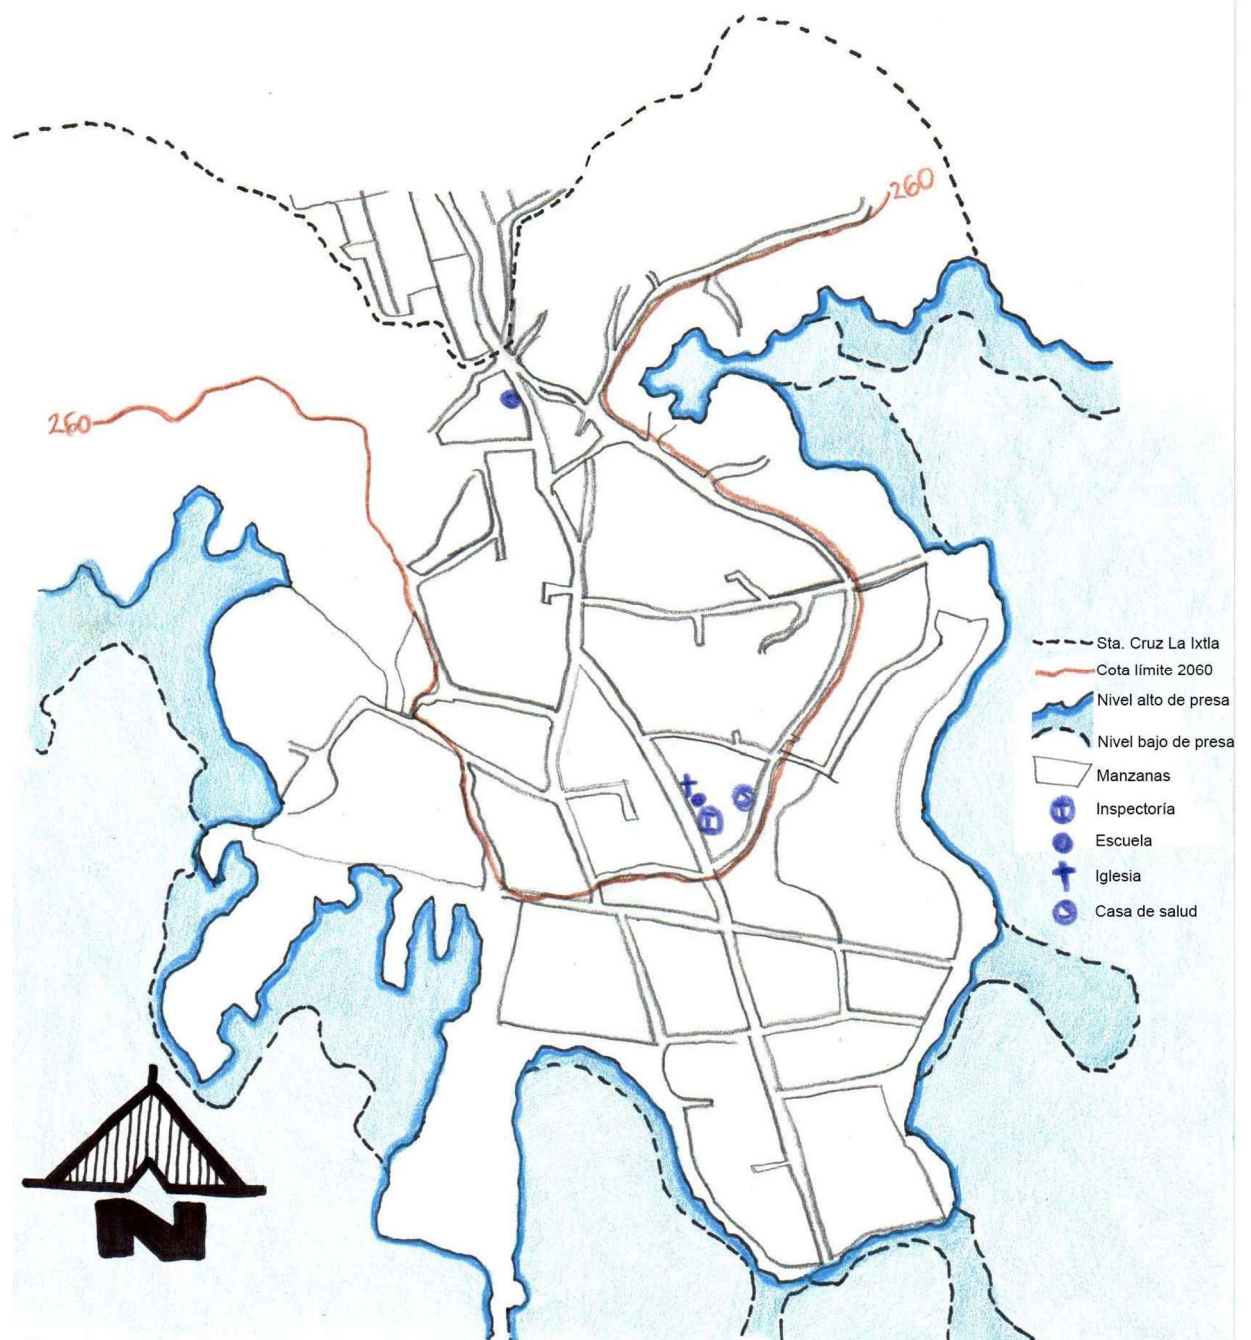 260
260
Sta. Cruz La Ixtla
Cota límite 2060
Nivel alto de presa
Nivel bajo de presa
Manzanas
Inspectoría
Escuela
Iglesia
Casa de salud
N